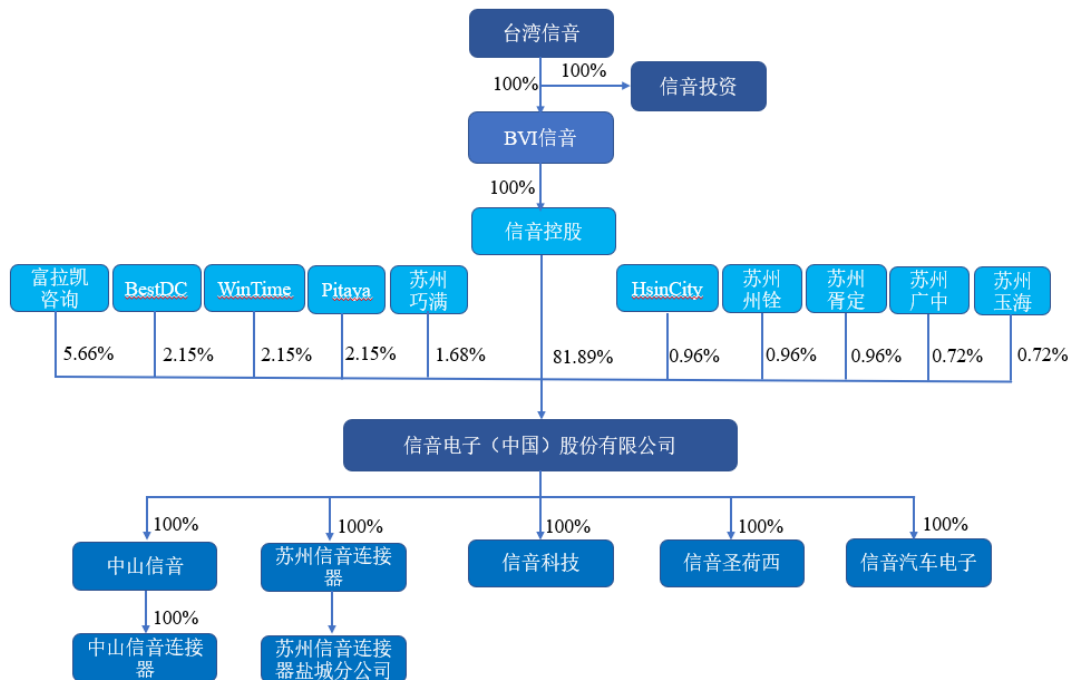 台湾信音
100%
100%
信音投资
BVI信音
100%
信音控股
富拉凯
咨询
BestDC
WinTime
Pitaya
苏州
巧满
HsinCity
苏州
州铨
苏州
胥定
苏州
广中
苏州
玉海
5.66%
2.15%
2.15%
2.15%
1.68%
81.89%
0.96%
0.96%
0.96%
0.72%
0.72%
信音电子（中国）股份有限公司
100%
100%
100%
100%
100%
中山信音
苏州信音连接
器
信音科技
信音圣荷西
信音汽车电子
100%
中山信音连接
器
苏州信音连接
器盐城分公司